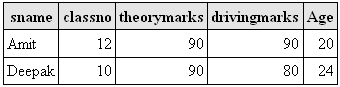 sname classno theorymarks drivingmarks Age
Amit 12 90 90 20
Deepak 10 90 80 24